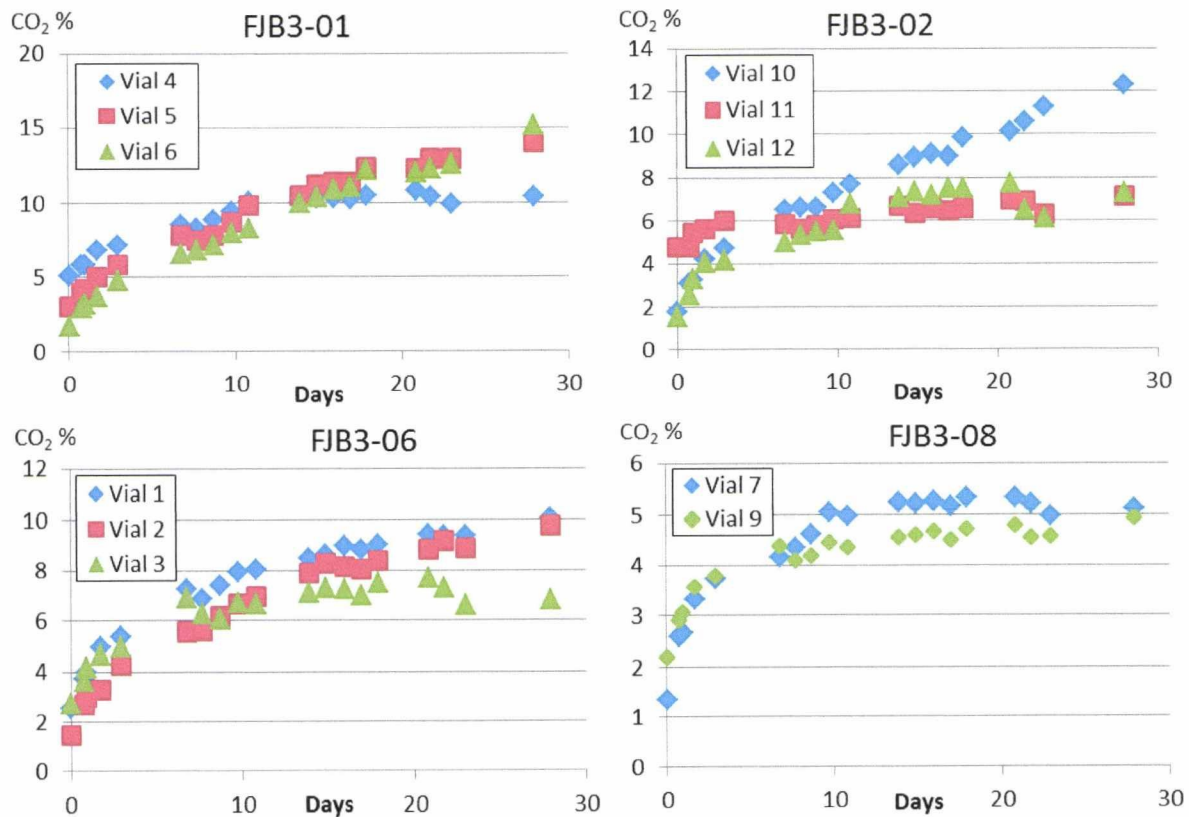 CO₂ %
FJB3-01
20
15
10
5
0
Vial 4
Vial 5
Vial 6
0 10 20 30
Days
CO₂ %
FJB3-02
14
12
10
8
6
4
2
0
Vial 10
Vial 11
Vial 12
0 10 20 30
Days
CO₂ %
FJB3-06
12
10
8
6
4
2
0
Vial 1
Vial 2
Vial 3
0 10 20 30
Days
CO₂ %
FJB3-08
6
5
4
3
2
1
0
Vial 7
Vial 9
0 10 20 30
Days